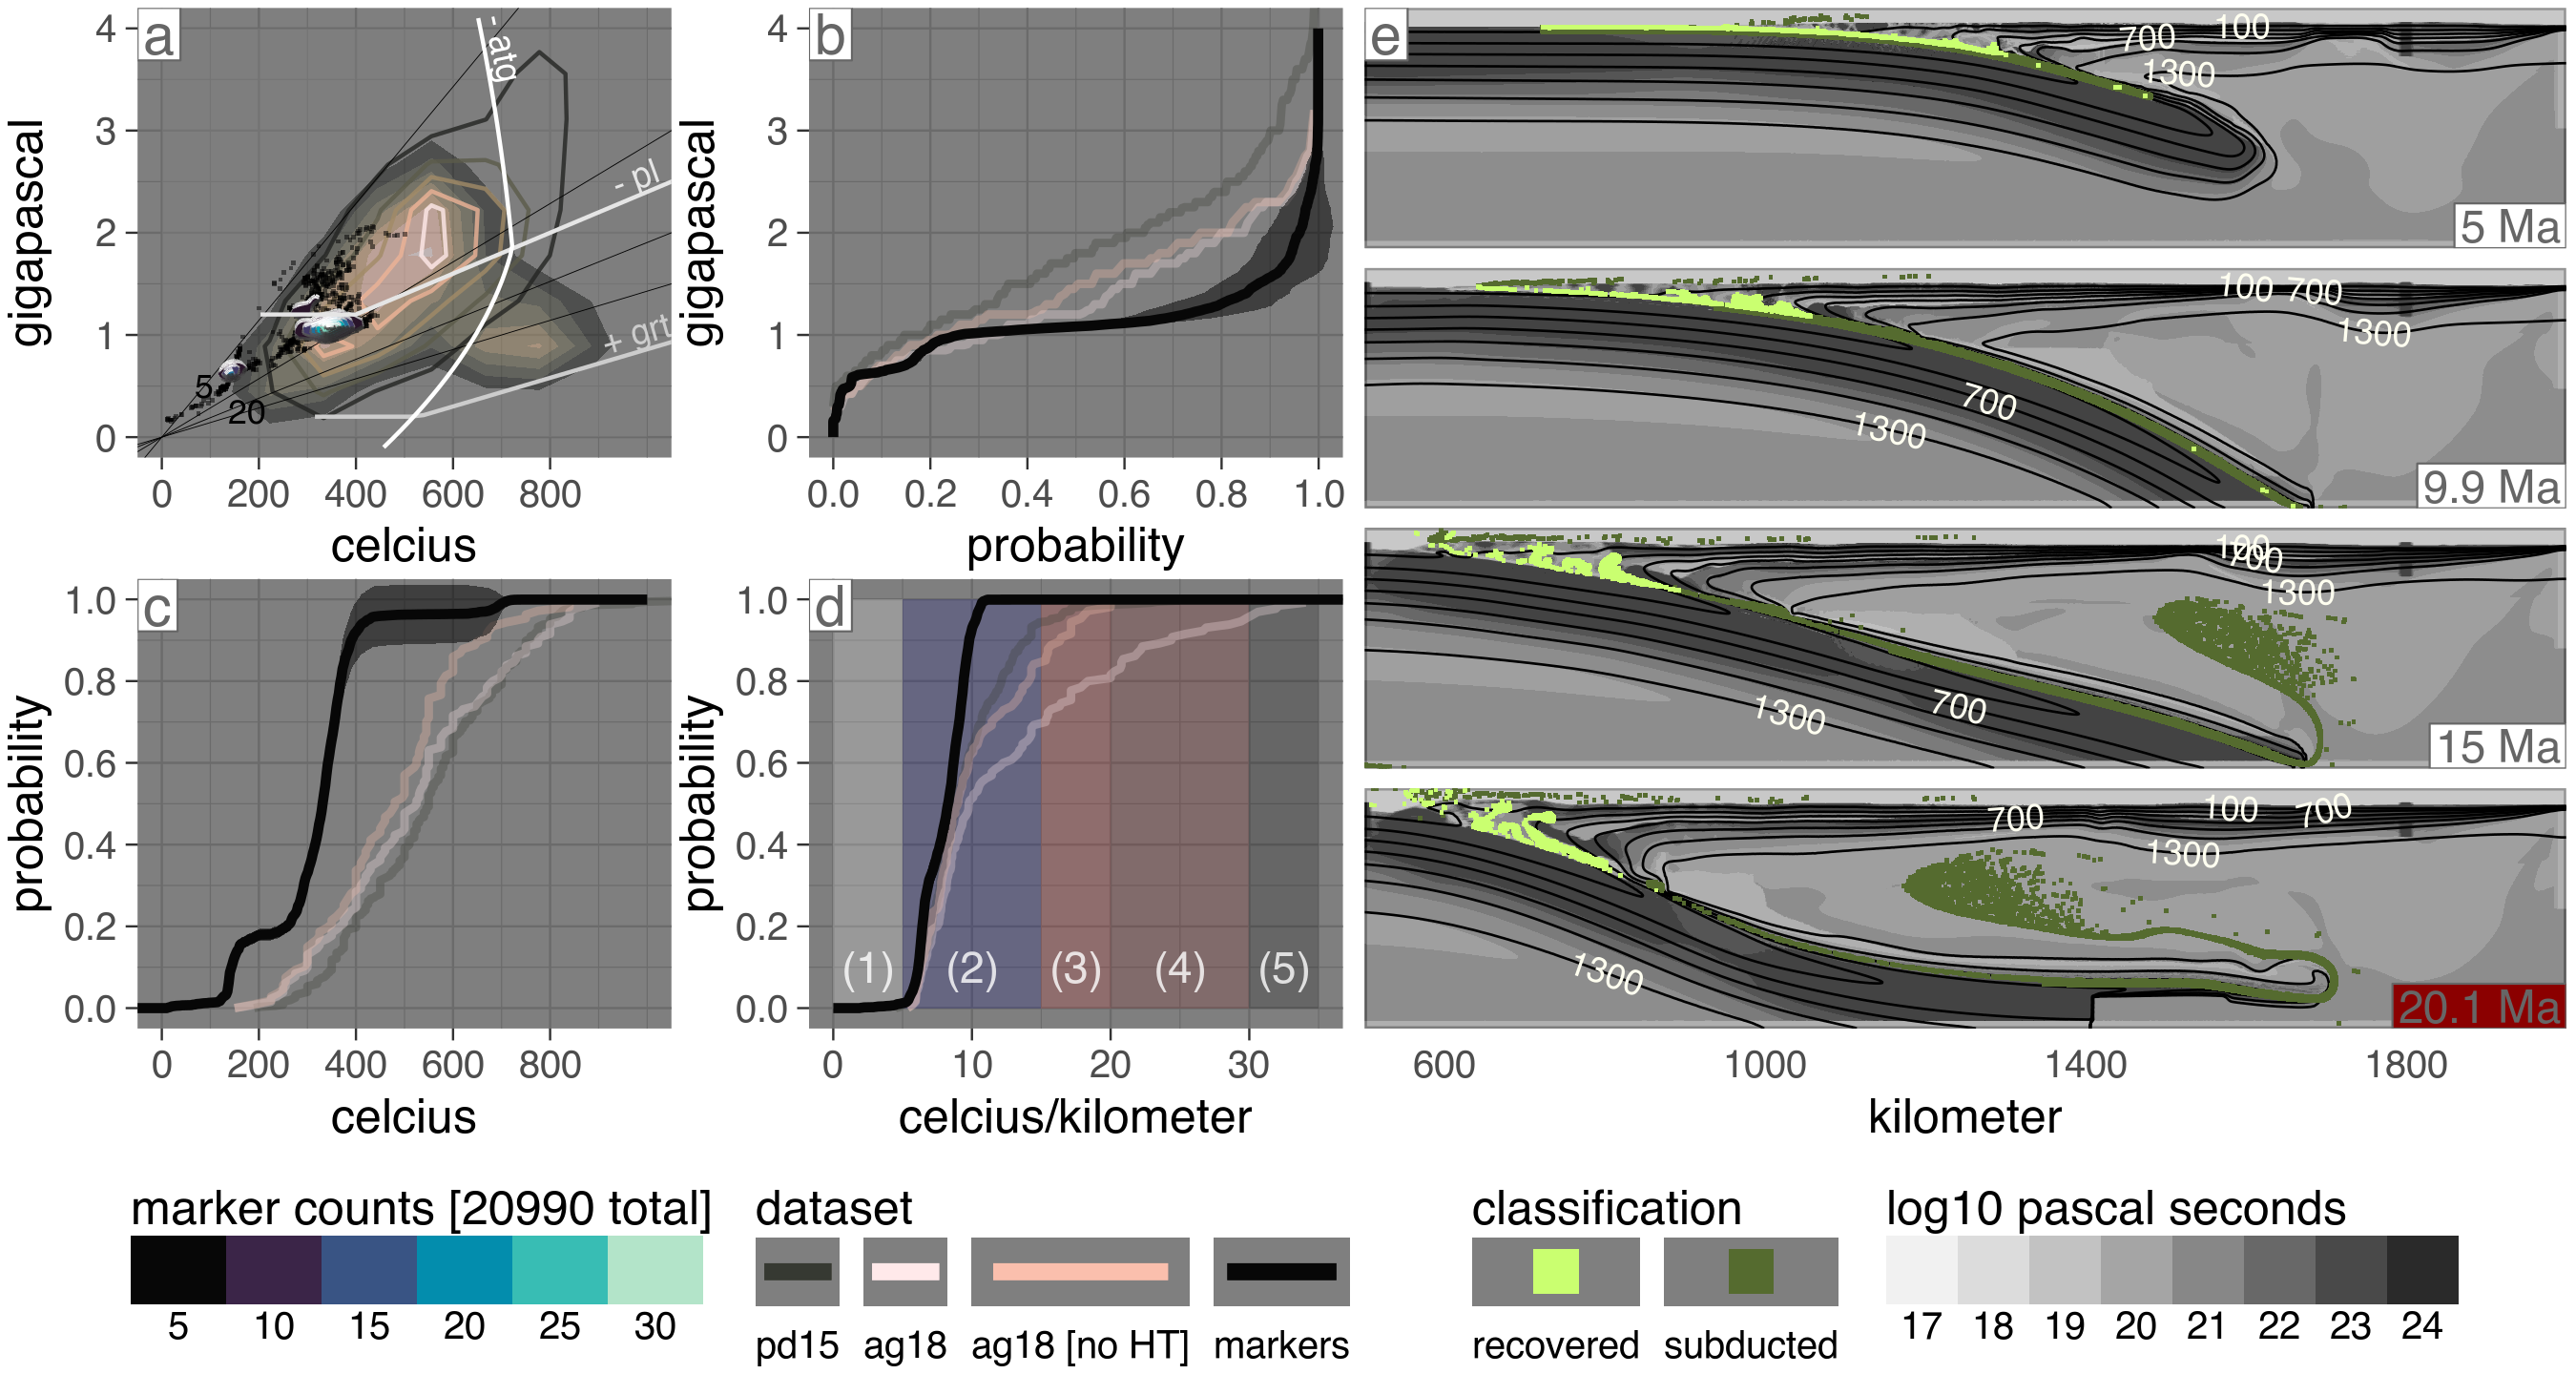 a
4
3
2
1
0
gigapascal
- atg
- pl
+ grt
5
20
0 200 400 600 800
celcius
b
4
3
2
1
0
gigapascal
0.0 0.2 0.4 0.6 0.8 1.0
probability
c
1.0
0.8
0.6
0.4
0.2
0.0
probability
0 200 400 600 800
celcius
d
1.0
0.8
0.6
0.4
0.2
0.0
probability
(1) (2) (3) (4) (5)
0 10 20 30
celcius/kilometer
e
700 100
1300
5 Ma
100 700
1300
700
1300
9.9 Ma
100
700
1300
700
1300
15 Ma
700 100 700
1300
1300
20.1 Ma
600 1000 1400 1800
kilometer
marker counts [20990 total]
5 10 15 20 25 30
dataset
pd15 ag18 ag18 [no HT] markers
classification
recovered subducted
log10 pascal seconds
17 18 19 20 21 22 23 24